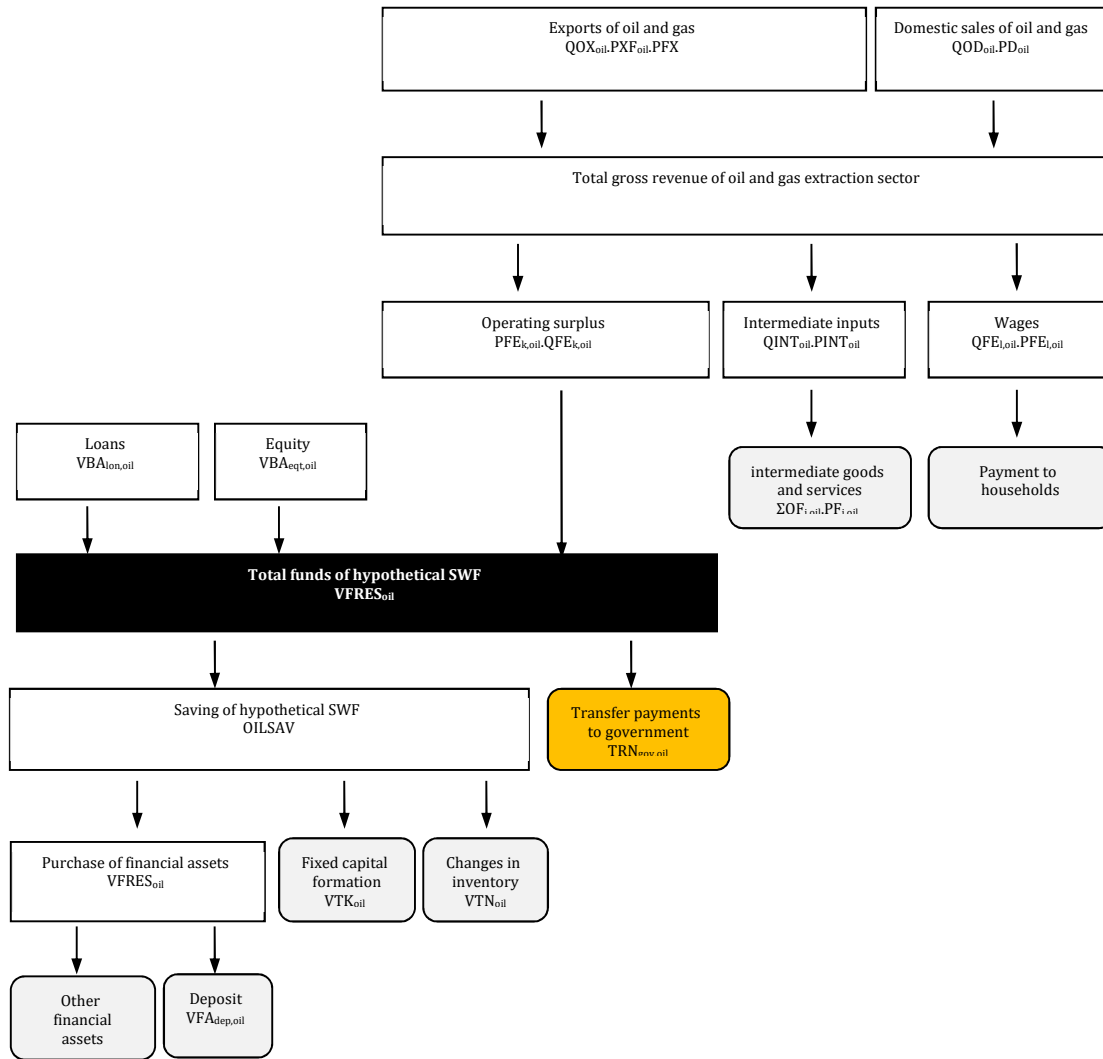 Exports of oil and gas
QOXoil.PXFoil.PFX
Domestic sales of oil and gas
QODoil.PDoil
Total gross revenue of oil and gas extraction sector
Operating surplus
PFEk,oil.QFEk,oil
Intermediate inputs
QINToil.PINToil
Wages
QFEl,oil.PFEl,oil
Loans
VBAlon,oil
Equity
VBAeqt,oil
intermediate goods
and services
Payment to
households
Total funds of hypothetical SWF
VFRESoil
Saving of hypothetical SWF
OILSAV
Transfer payments
to government
TRNgov,oil
Purchase of financial assets
VFRESoil
Fixed capital
formation
VTKoil
Changes in
inventory
VTNoil
Other
financial
assets
Deposit
VFAdep,oil